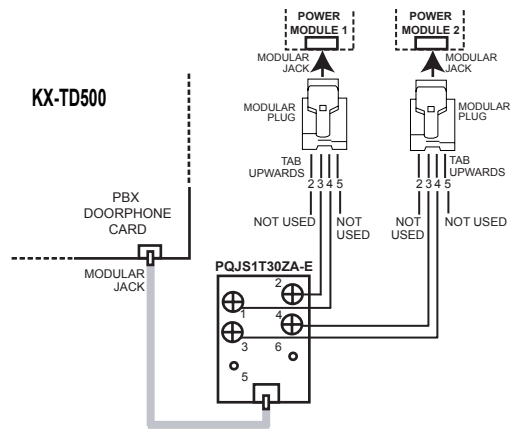 POWER
MODULE 1
POWER
MODULE 2
MODULAR
JACK
MODULAR
JACK
KX-TD500
MODULAR
PLUG
MODULAR
PLUG
TAB
UPWARDS
TAB
UPWARDS
2 3 4 5
2 3 4 5
PBX
DOORPHONE
CARD
NOT USED
NOT
USED
NOT
USED
NOT USED
MODULAR
JACK
PQJS1T30ZA-E
2
1
4
3
6
5